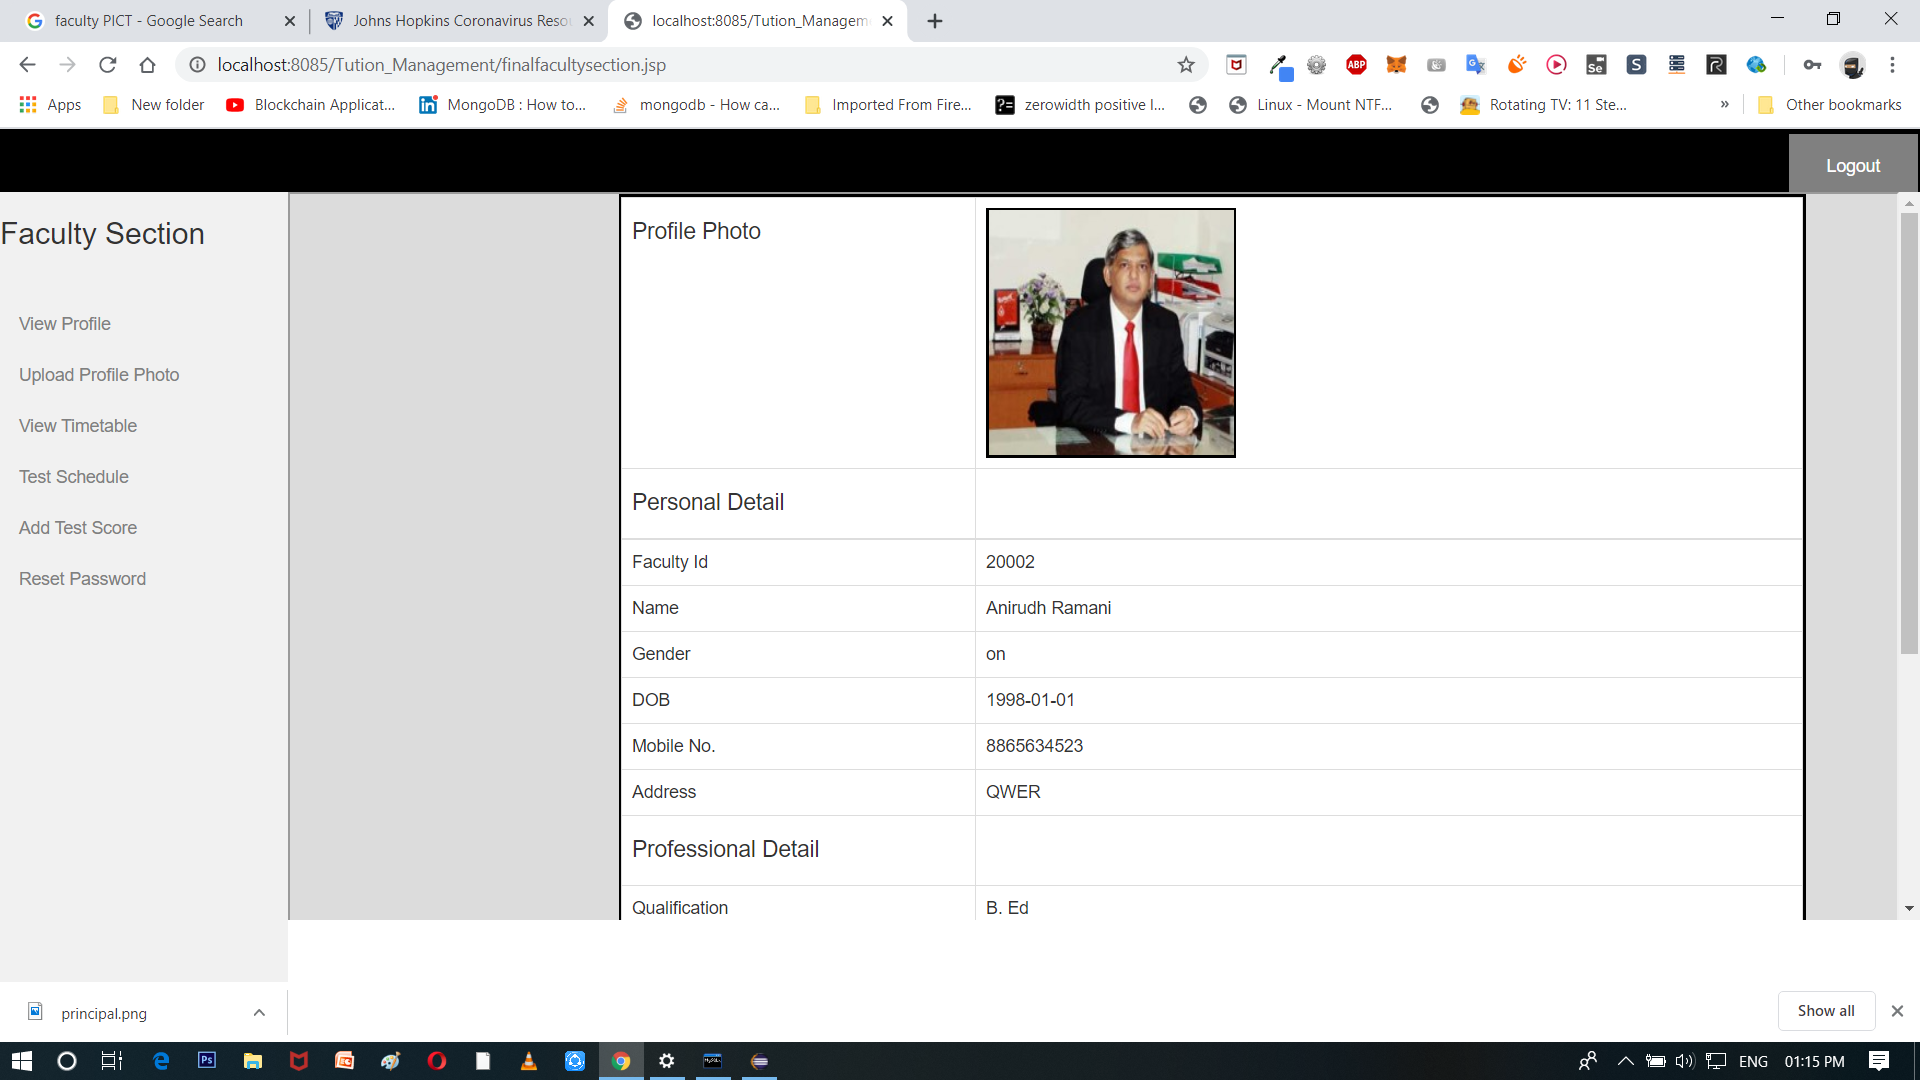 faculty PICT - Google Search
Johns Hopkins Coronavirus Reso
localhost:8085/Tution_Managem
localhost:8085/Tution_Management/finalfacultysection.jsp
Apps
New folder
Blockchain Applicat...
MongoDB : How to...
mongodb - How ca...
Imported From Fire...
zerowidth positive l...
Linux - Mount NTF...
Rotating TV: 11 Ste...
»
Other bookmarks
Logout
Faculty Section
View Profile
Upload Profile Photo
View Timetable
Test Schedule
Add Test Score
Reset Password
Profile Photo
Personal Detail
Faculty Id 20002
Name Anirudh Ramani
Gender on
DOB 1998-01-01
Mobile No. 8865634523
Address QWER
Professional Detail
Qualification B. Ed
principal.png
Show all
ENG
01:15 PM